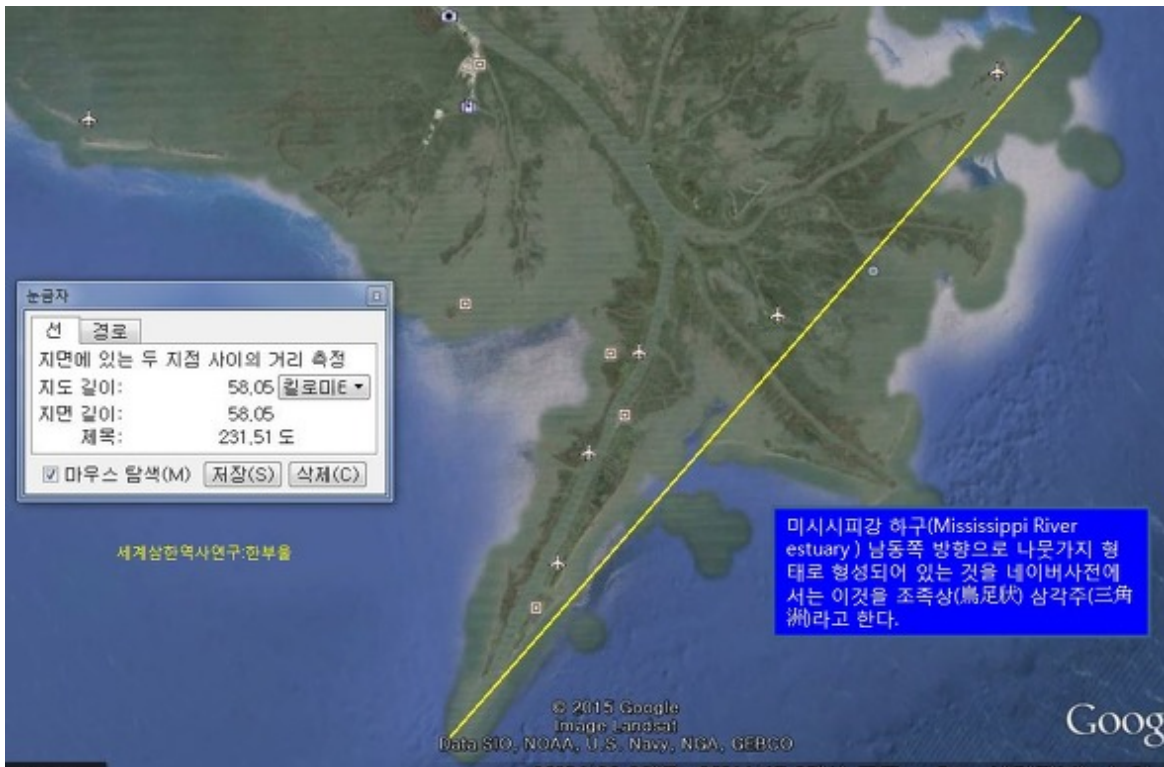 눈금자
선
경로
지면에 있는 두 지점 사이의 거리 측정
지도 길이: 58.05 킬로미터
지면 길이: 58.05
제목: 231.51 도
마우스 탐색(M) 저장(S) 삭제(C)
세계삼한역사연구:한부울
미시시피강 하구(Mississippi River
estuary ) 남동쪽 방향으로 나뭇가지 형
태로 형성되어 있는 것을 네이버사전에
서는 이것을 조족상(鳥足狀) 삼각주(三角
洲)라고 한다.
© 2015 Google
Image Landsat
Data SIO, NOAA, U.S. Navy, NGA, GEBCO
Goog